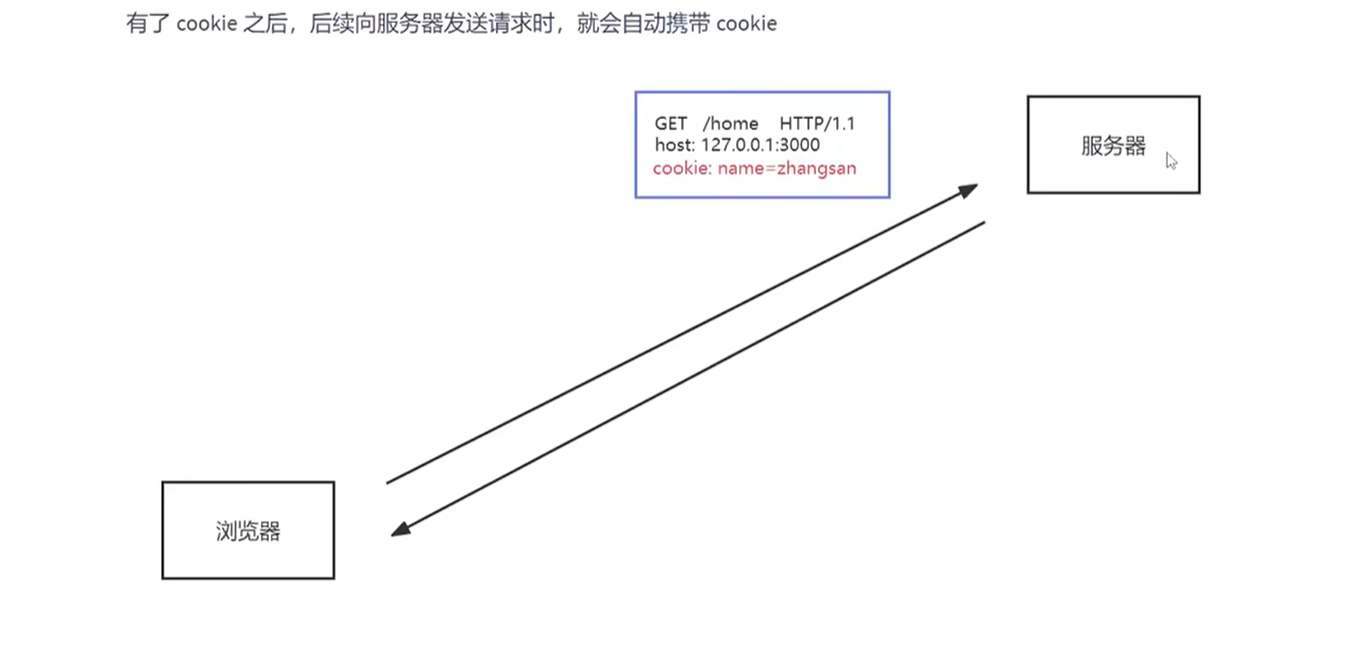 有了 cookie 之后，后续向服务器发送请求时，就会自动携带 cookie
GET /home HTTP/1.1
host: 127.0.0.1:3000
cookie: name=zhangsan
服务器
浏览器